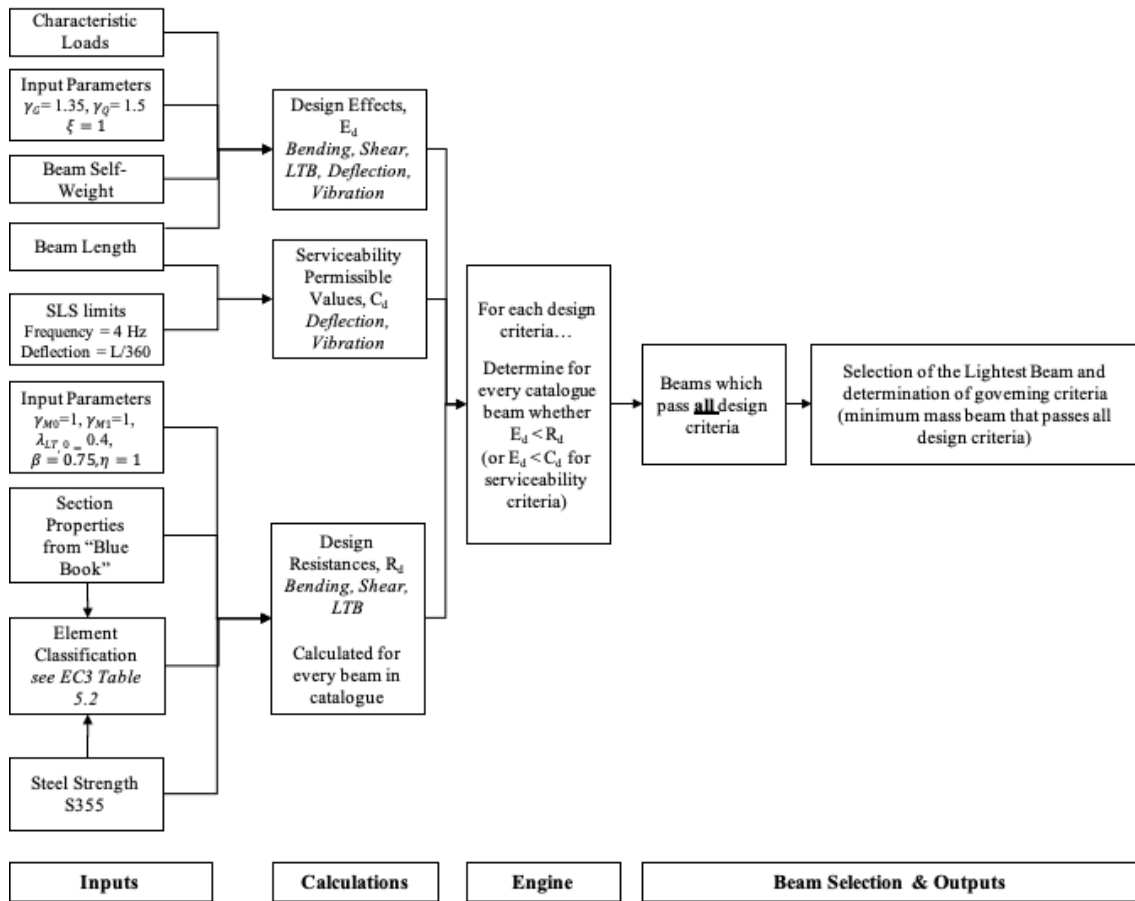 Characteristic
Loads
Input Parameters
γG= 1.35, γQ= 1.5
ξ = 1
Beam Self-
Weight
Beam Length
SLS limits
Frequency = 4 Hz
Deflection = L/360
Input Parameters
γM0=1, γM1=1,
λLT,0 = 0.4,
β = 0.75,η = 1
Section
Properties
from “Blue
Book”
Element
Classification
see EC3 Table
5.2
Steel Strength
S355
Design Effects,
Ed
Bending, Shear,
LTB, Deflection,
Vibration
Serviceability
Permissible
Values, Cd
Deflection,
Vibration
Design
Resistances, Rd
Bending, Shear,
LTB
Calculated for
every beam in
catalogue
For each design
criteria…
Determine for
every catalogue
beam whether
Ed < Rd
(or Ed < Cd for
serviceability
criteria)
Beams which
pass all design
criteria
Selection of the Lightest Beam and
determination of governing criteria
(minimum mass beam that passes all
design criteria)
Inputs
Calculations
Engine
Beam Selection & Outputs